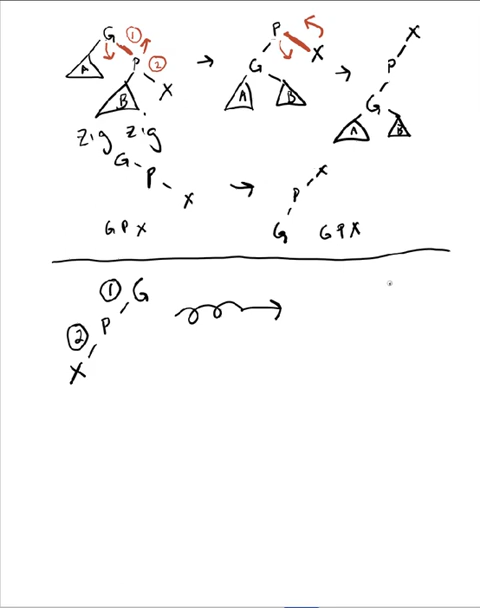 G ① P ② X A B
P X G A B
X P G A B
zig zig
G P X
X P G
G P X G P X
① G
② P
X